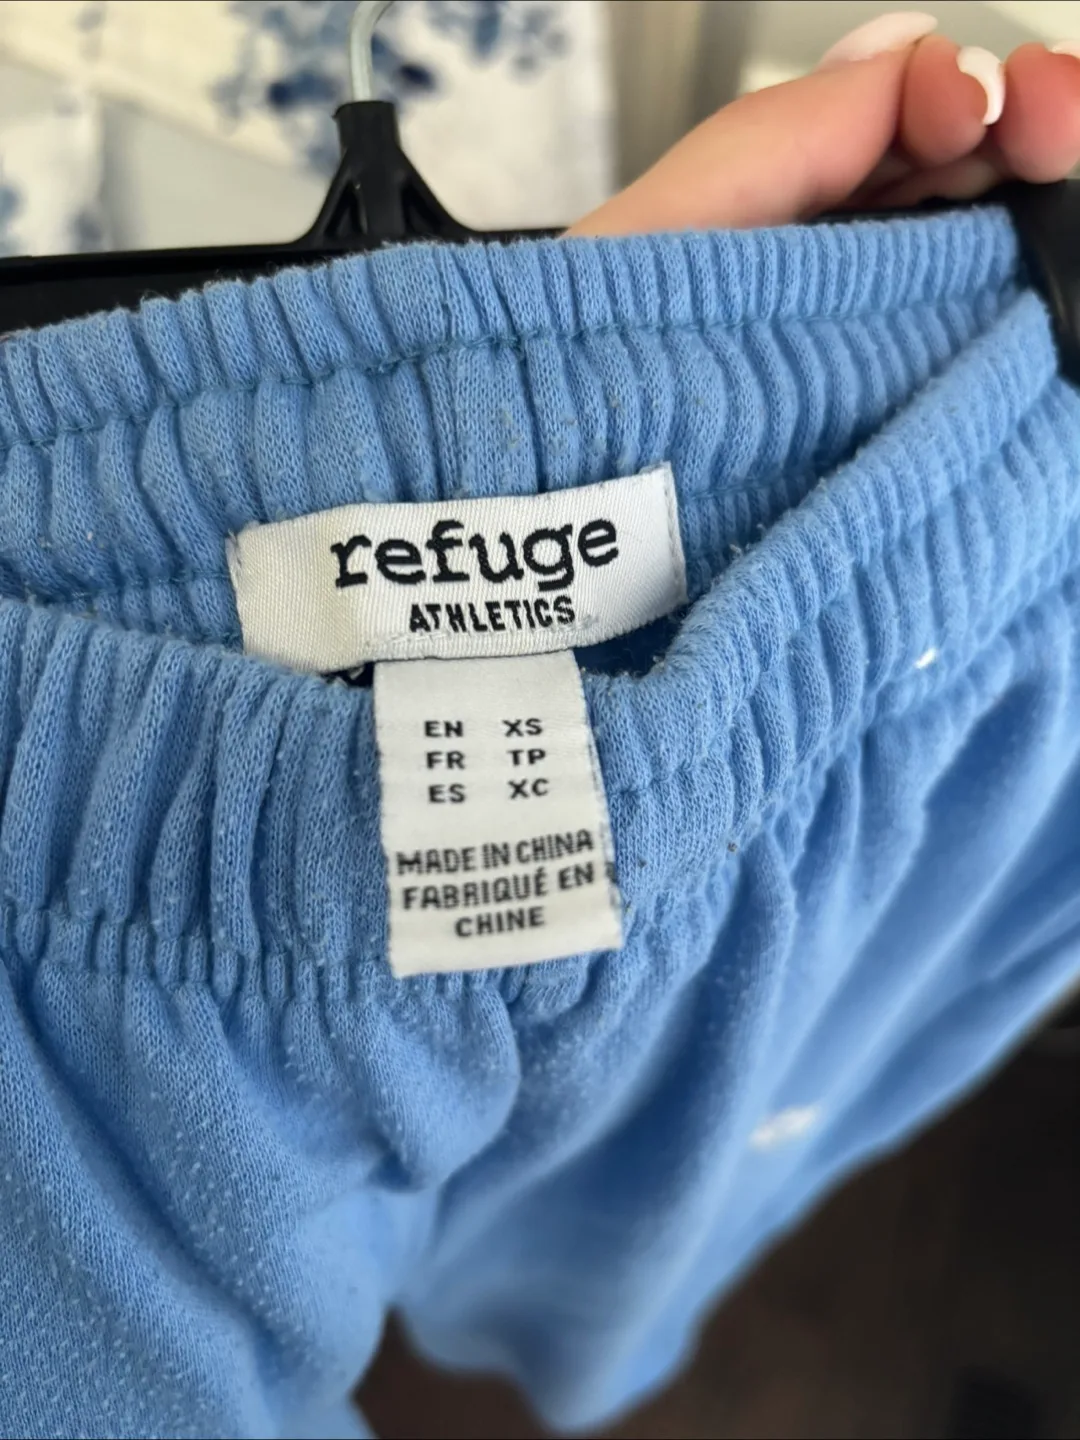 refuge
ATHLETICS
EN XS
FR TP
ES XC
MADE IN CHINA
FABRIQUÉ EN
CHINE